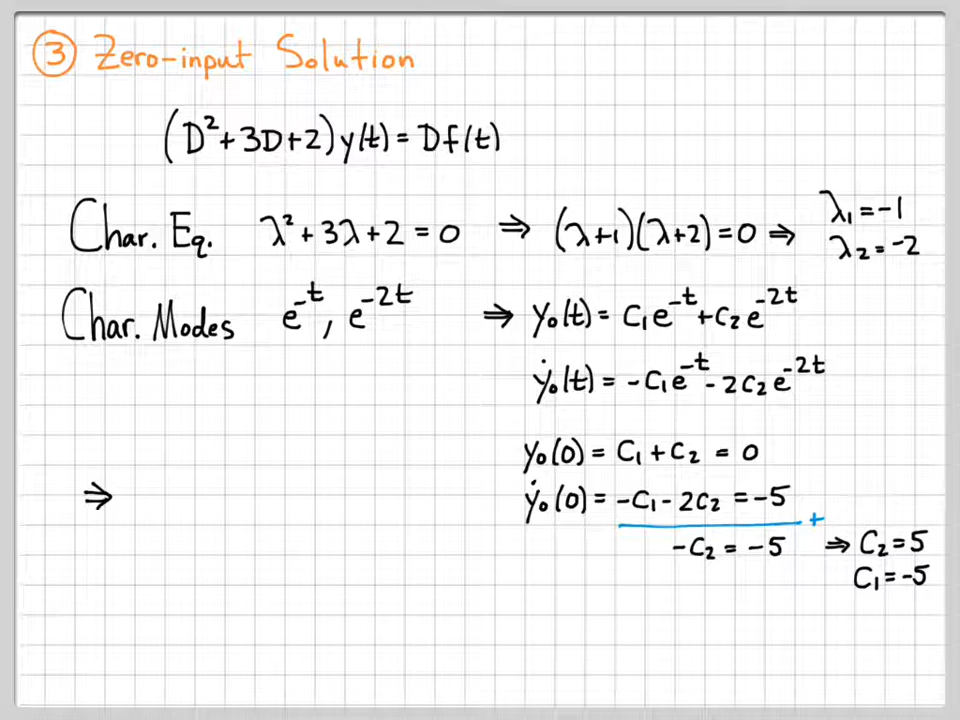 ③ Zero-input Solution
(D²+3D+2)y(t) = Df(t)
Char. Eq. λ²+3λ+2=0 ⇒ (λ+1)(λ+2)=0 ⇒ λ₁=-1
λ₂=-2
Char. Modes e^{-t}, e^{-2t} ⇒ y₀(t) = C₁e^{-t}+C₂e^{-2t}
ẏ₀(t) = -C₁e^{-t}-2C₂e^{-2t}
y₀(0) = C₁+C₂ = 0
⇒ ẏ₀(0) = -C₁-2C₂ = -5 +
-C₂ = -5 ⇒ C₂=5
C₁=-5